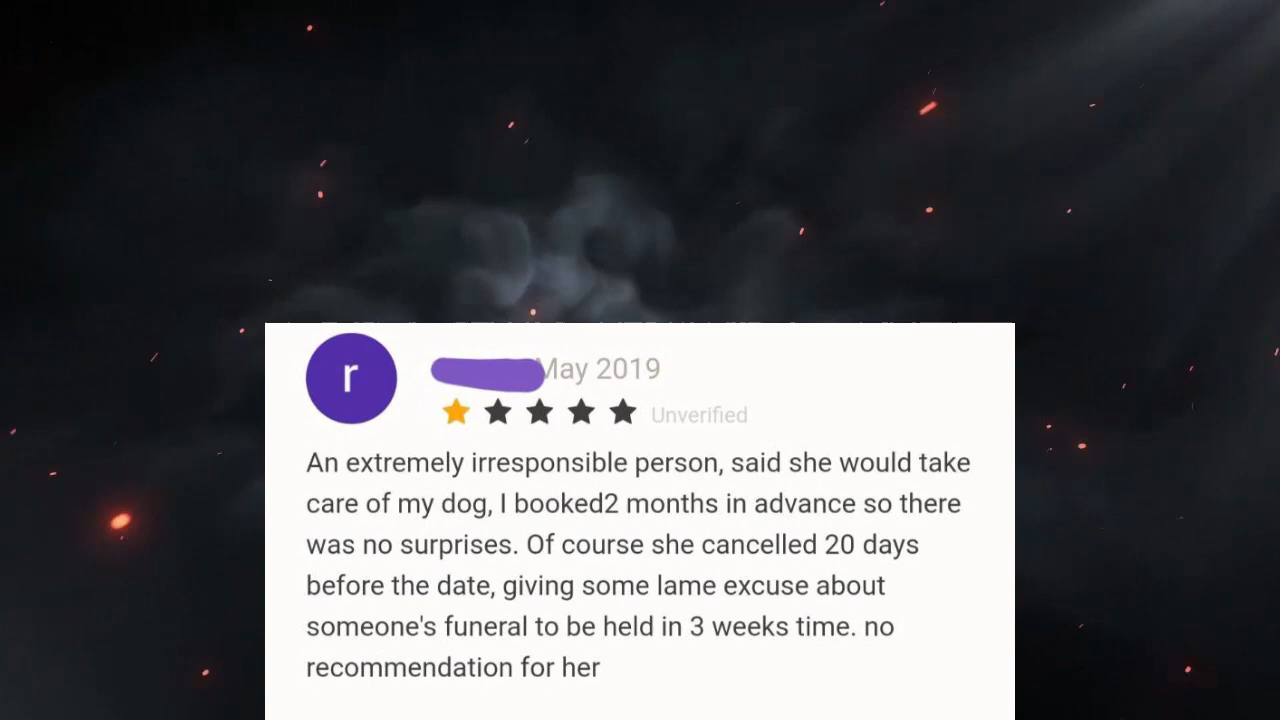 r
May 2019
Unverified
An extremely irresponsible person, said she would take
care of my dog, I booked2 months in advance so there
was no surprises. Of course she cancelled 20 days
before the date, giving some lame excuse about
someone's funeral to be held in 3 weeks time. no
recommendation for her